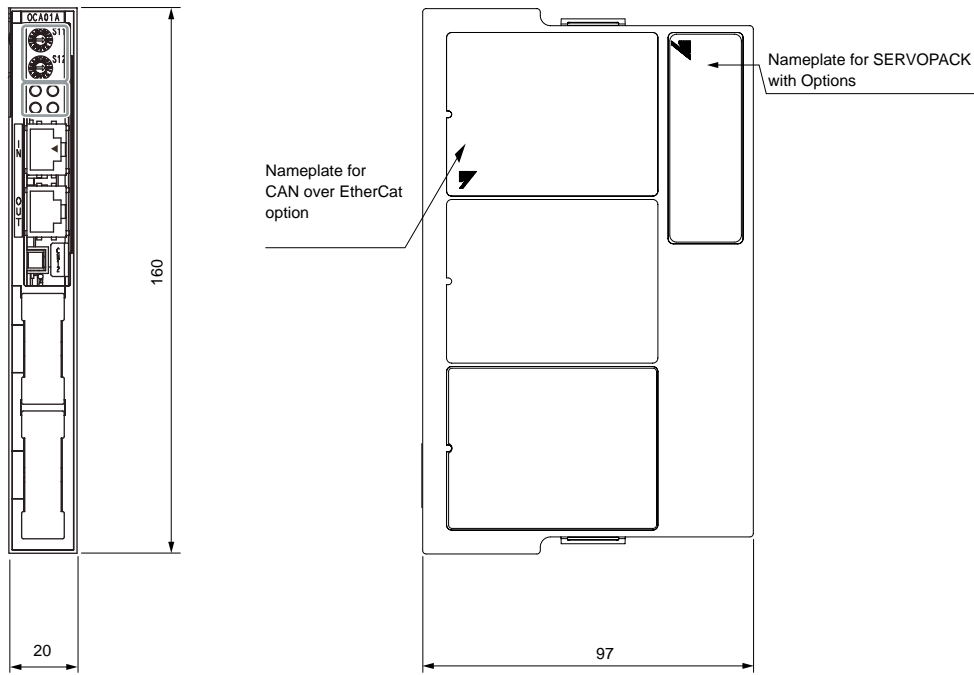 OCA01A
S11
S12
IN
OUT
CN12
160
20
Nameplate for
CAN over EtherCat
option
Nameplate for SERVOPACK
with Options
97